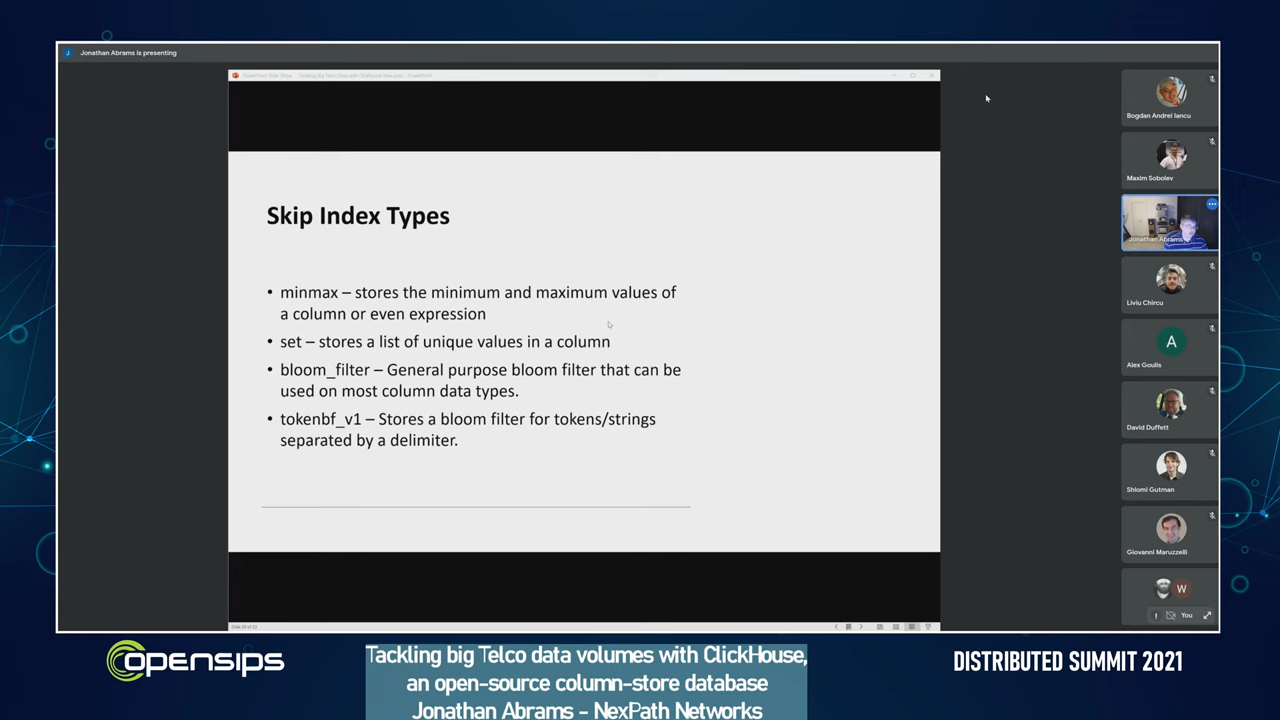 Jonathan Abrams is presenting
Skip Index Types
• minmax – stores the minimum and maximum values of
a column or even expression
• set – stores a list of unique values in a column
• bloom_filter – General purpose bloom filter that can be
used on most column data types.
• tokenbf_v1 – Stores a bloom filter for tokens/strings
separated by a delimiter.
Bogdan Andrei Iancu
Maxim Sobolev
Jonathan Abrams
Liviu Chircu
A
Alex Goulis
David Duffett
Shlomi Gutman
Giovanni Maruzzelli
W
You
OPENSIPS
Tackling big Telco data volumes with ClickHouse,
an open-source column-store database
Jonathan Abrams - NexPath Networks
DISTRIBUTED SUMMIT 2021